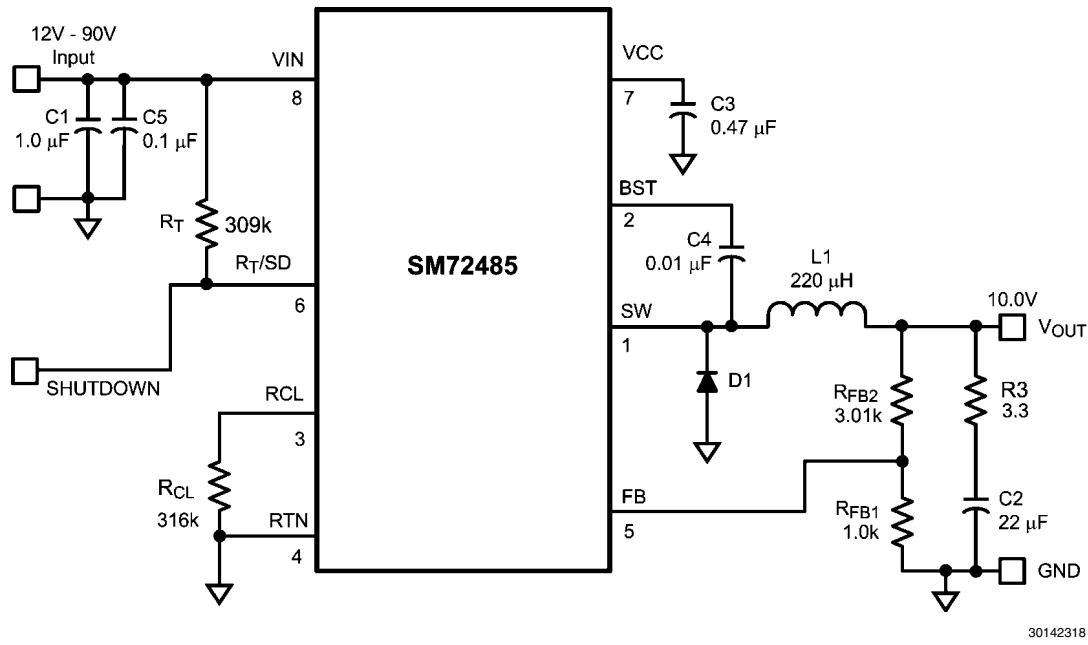 12V - 90V
Input
C1
1.0 μF
C5
0.1 μF
RT
309k
RT/SD
SHUTDOWN
RCL
316k
VIN
8
6
RCL
3
RTN
4
SM72485
VCC
7
C3
0.47 μF
BST
2
C4
0.01 μF
L1
220 μH
SW
1
D1
10.0V
VOUT
RFB2
3.01k
R3
3.3
FB
5
RFB1
1.0k
C2
22 μF
GND
30142318